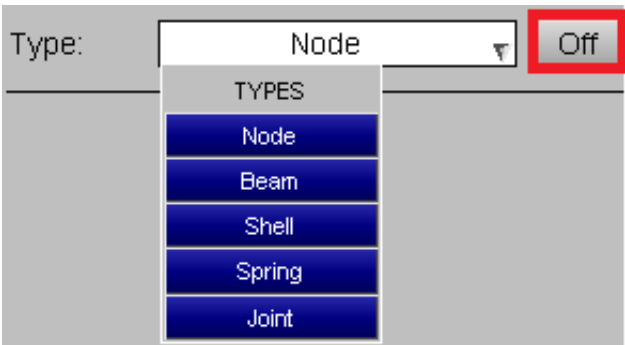 Type: Node Off
TYPES
Node
Beam
Shell
Spring
Joint